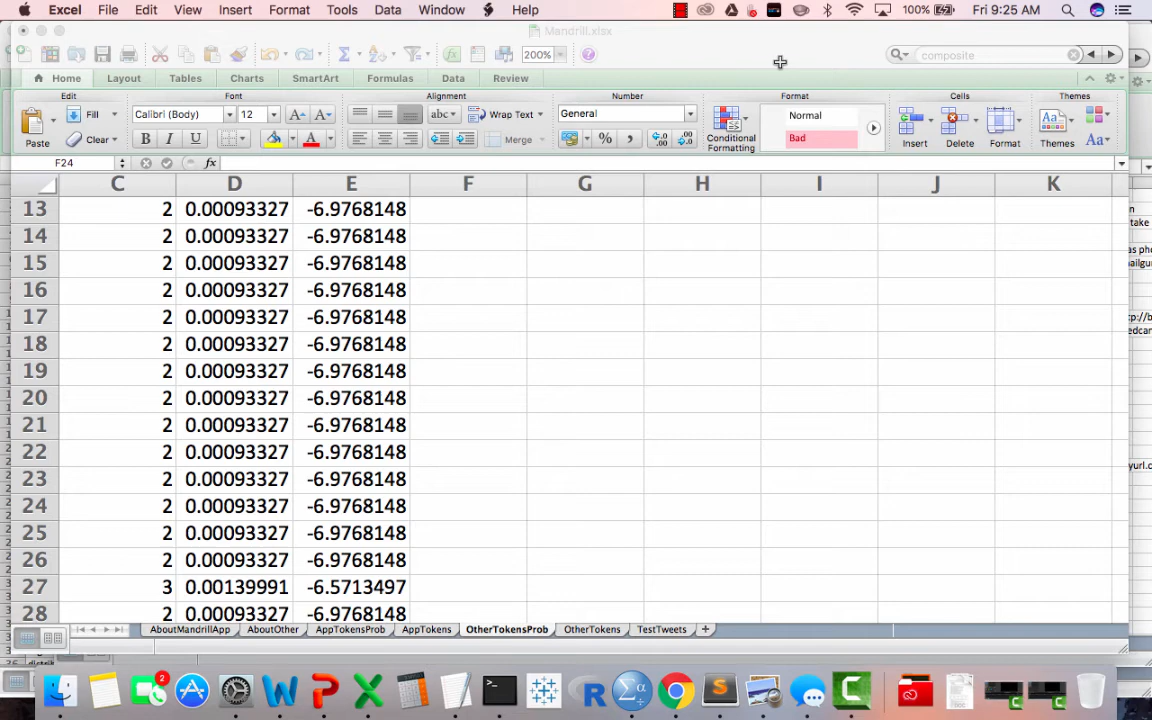 Excel File Edit View Insert Format Tools Data Window Help 100% Fri 9:25 AM
Mandrill.xlsx
200% composite
Home Layout Tables Charts SmartArt Formulas Data Review
Edit Font Alignment Number Format Cells Themes
Paste Fill Calibri (Body) 12 A A abc Wrap Text General Conditional Formatting Normal Insert Delete Format Themes Aa
Clear B I U A Merge % , Bad Aa
F24 fx
C D E F G H I J K
13 2 0.00093327 -6.9768148
14 2 0.00093327 -6.9768148
15 2 0.00093327 -6.9768148
16 2 0.00093327 -6.9768148
17 2 0.00093327 -6.9768148
18 2 0.00093327 -6.9768148
19 2 0.00093327 -6.9768148
20 2 0.00093327 -6.9768148
21 2 0.00093327 -6.9768148
22 2 0.00093327 -6.9768148
23 2 0.00093327 -6.9768148
24 2 0.00093327 -6.9768148
25 2 0.00093327 -6.9768148
26 2 0.00093327 -6.9768148
27 3 0.00139991 -6.5713497
28 2 0.00093327 -6.9768148
AboutMandrillApp AboutOther AppTokensProb AppTokens OtherTokensProb OtherTokens TestTweets
2